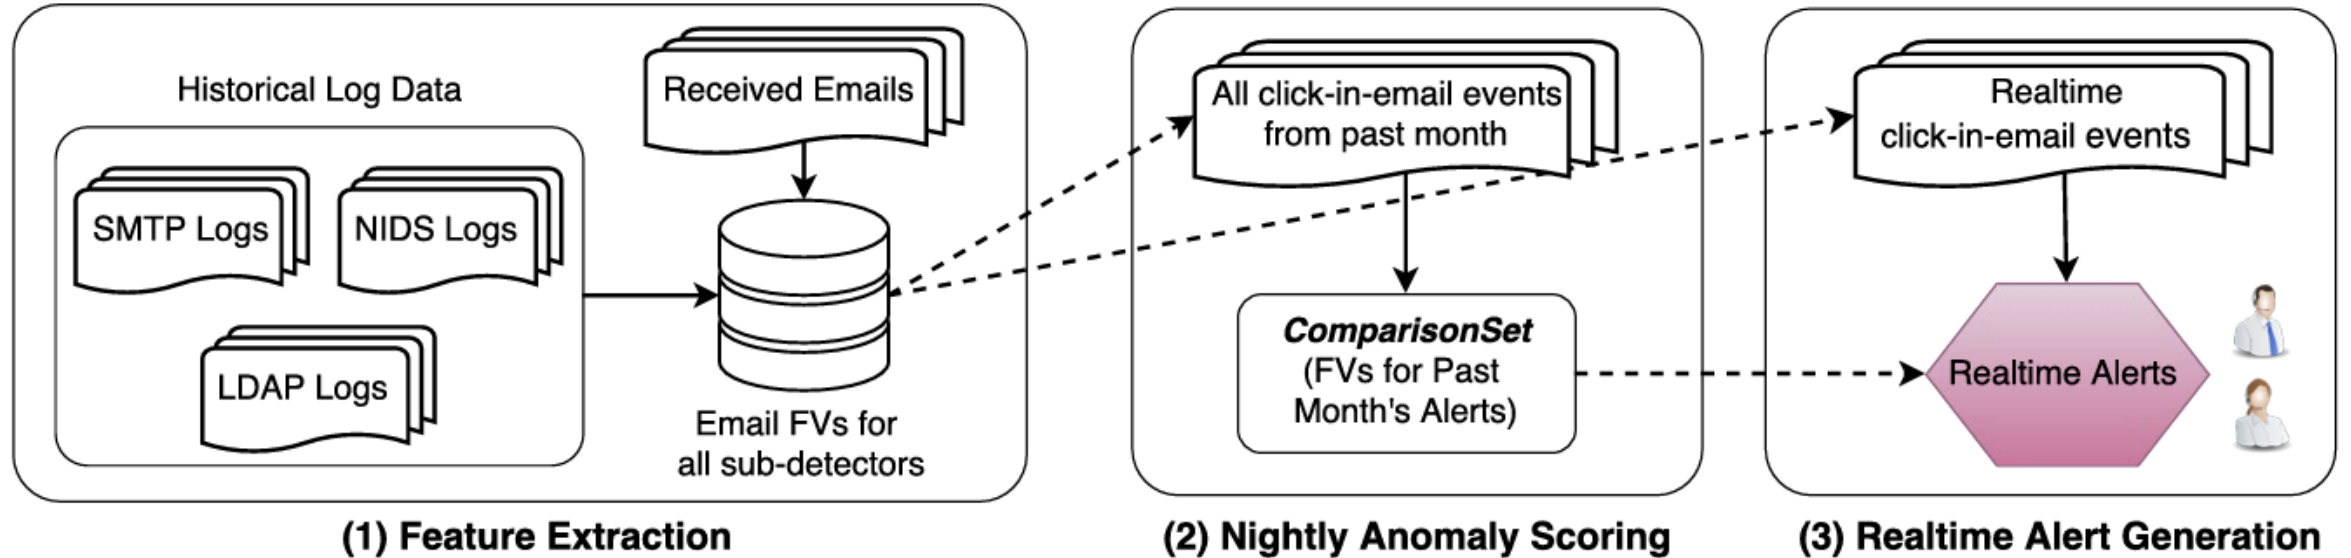 Historical Log Data
SMTP Logs
NIDS Logs
LDAP Logs
Received Emails
Email FVs for
all sub-detectors
(1) Feature Extraction
All click-in-email events
from past month
ComparisonSet
(FVs for Past
Month's Alerts)
(2) Nightly Anomaly Scoring
Realtime
click-in-email events
Realtime Alerts
(3) Realtime Alert Generation